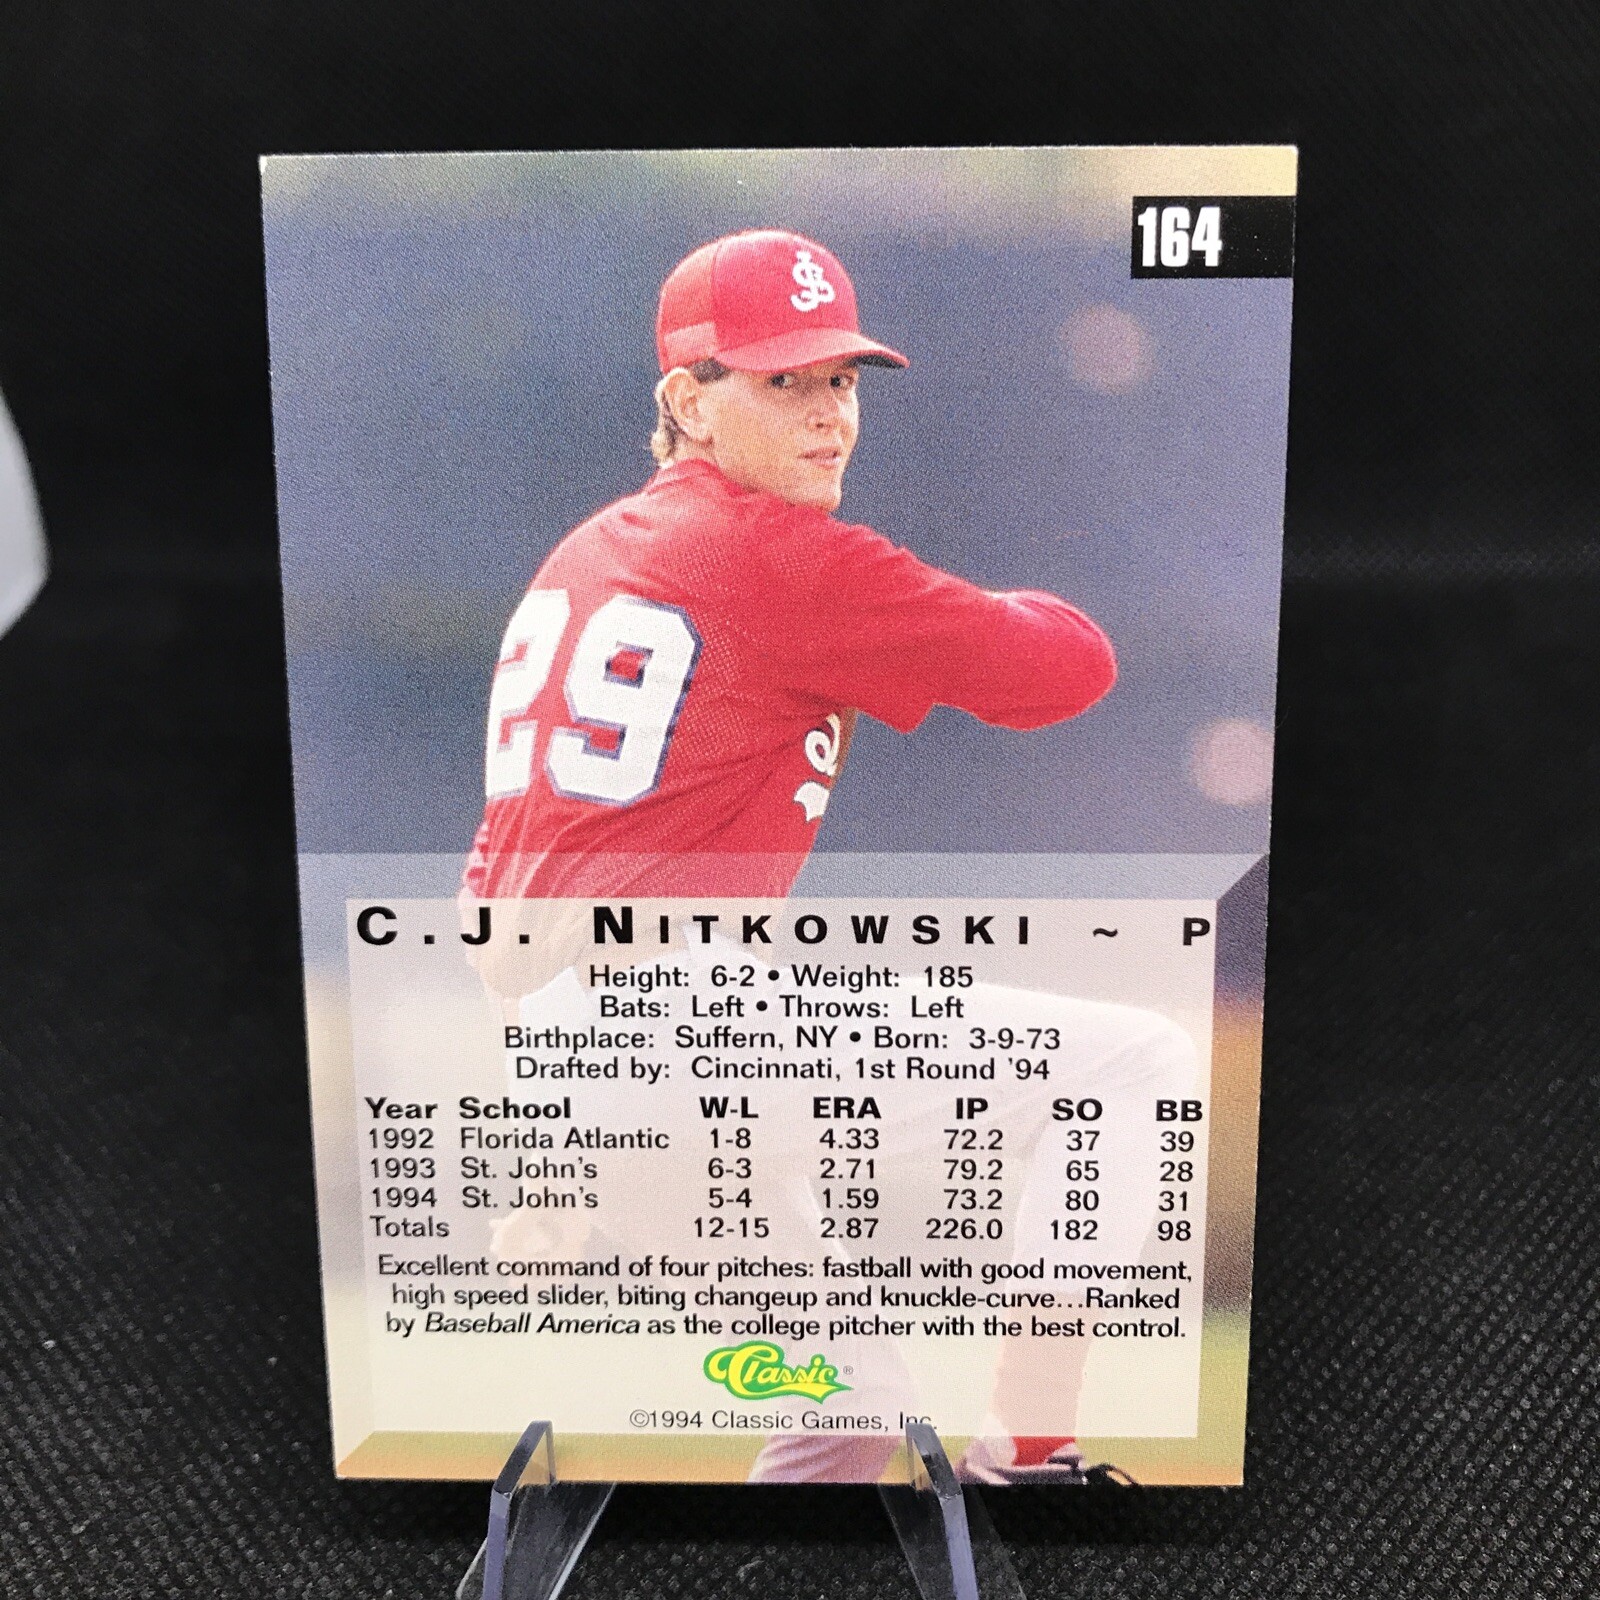 164
SJ
29
C.J. NITKOWSKI ~ P
Height: 6-2 • Weight: 185
Bats: Left • Throws: Left
Birthplace: Suffern, NY • Born: 3-9-73
Drafted by: Cincinnati, 1st Round '94
Year School W-L ERA IP SO BB
1992 Florida Atlantic 1-8 4.33 72.2 37 39
1993 St. John's 6-3 2.71 79.2 65 28
1994 St. John's 5-4 1.59 73.2 80 31
Totals 12-15 2.87 226.0 182 98
Excellent command of four pitches: fastball with good movement,
high speed slider, biting changeup and knuckle-curve...Ranked
by Baseball America as the college pitcher with the best control.
Classic®
©1994 Classic Games, Inc.